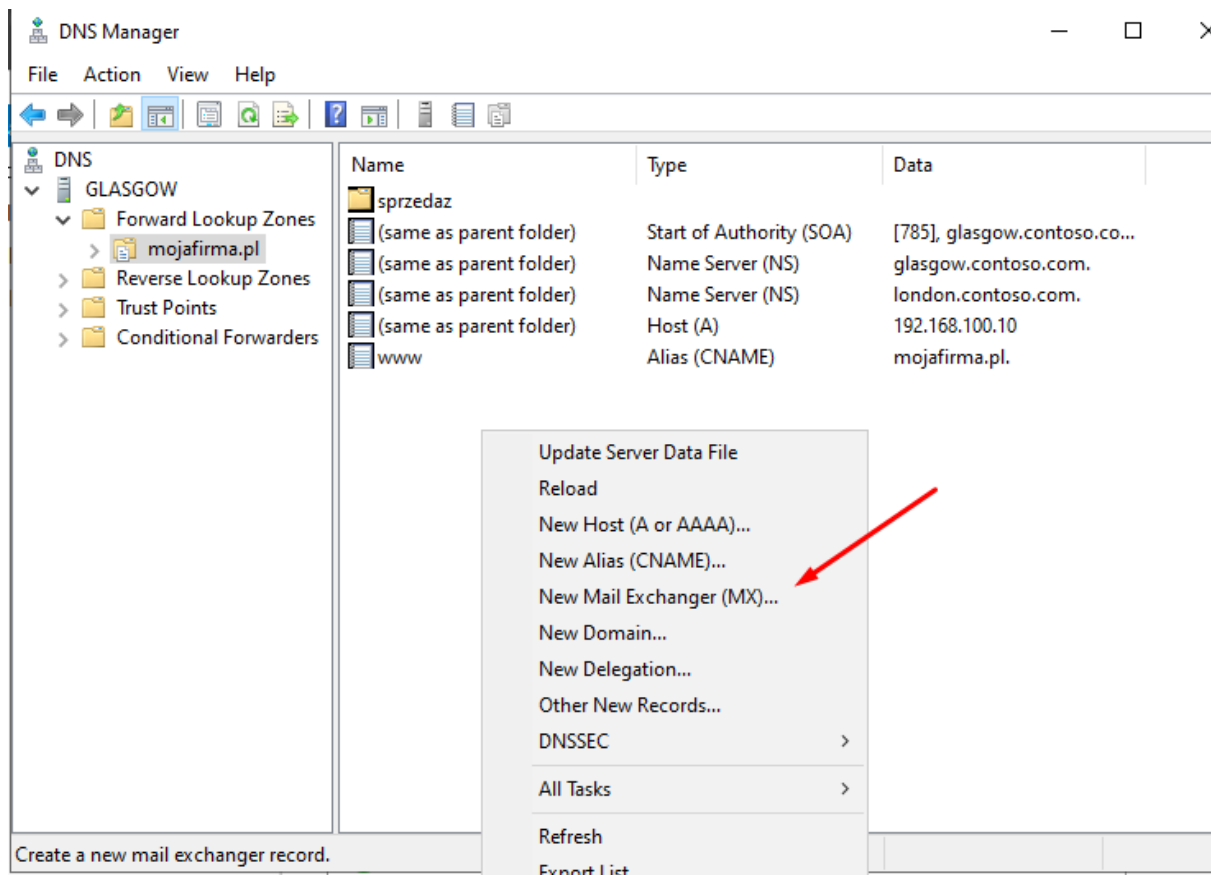 DNS Manager
File Action View Help
DNS
GLASGOW
Forward Lookup Zones
mojafirma.pl
Reverse Lookup Zones
Trust Points
Conditional Forwarders
Name Type Data
sprzedaz
(same as parent folder) Start of Authority (SOA) [785], glasgow.contoso.co...
(same as parent folder) Name Server (NS) glasgow.contoso.com.
(same as parent folder) Name Server (NS) london.contoso.com.
(same as parent folder) Host (A) 192.168.100.10
www Alias (CNAME) mojafirma.pl.
Update Server Data File
Reload
New Host (A or AAAA)...
New Alias (CNAME)...
New Mail Exchanger (MX)...
New Domain...
New Delegation...
Other New Records...
DNSSEC
All Tasks
Refresh
Export List
Create a new mail exchanger record.